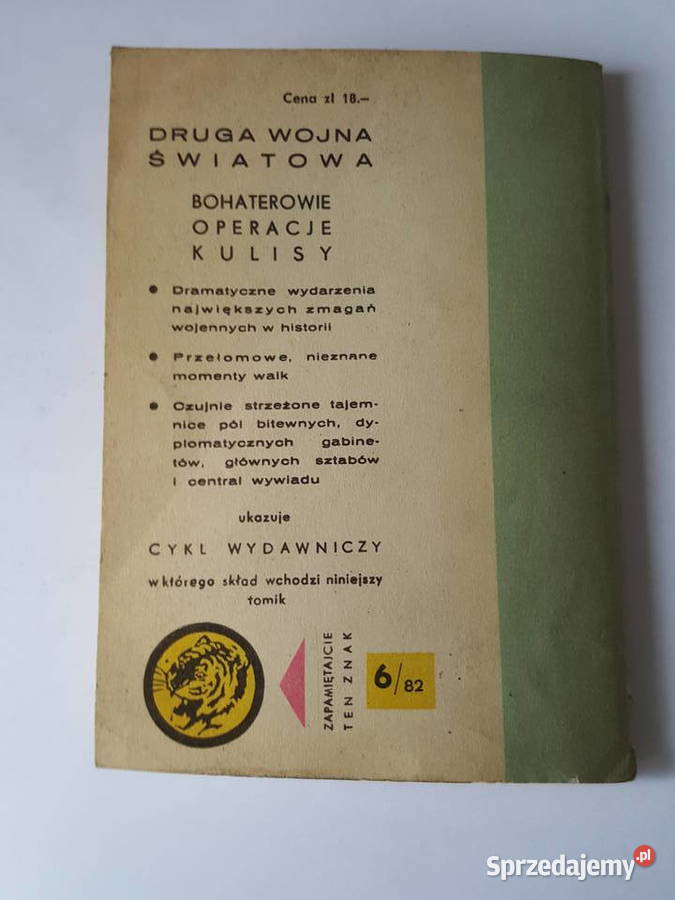 Cena zł 18.—
DRUGA WOJNA
ŚWIATOWA
BOHATEROWIE
OPERACJE
KULISY
● Dramatyczne wydarzenia
największych zmagań
wojennych w historii
● Przełomowe, nieznane
momenty walk
● Czujnie strzeżone tajem-
nice pól bitewnych, dy-
plomatycznych gabine-
tów, głównych sztabów
i central wywiadu
ukazuje
CYKL WYDAWNICZY
w którego skład wchodzi niniejszy
tomik
ZAPAMIĘTAJCIE
TEN ZNAK
6/82
Sprzedajemy.pl